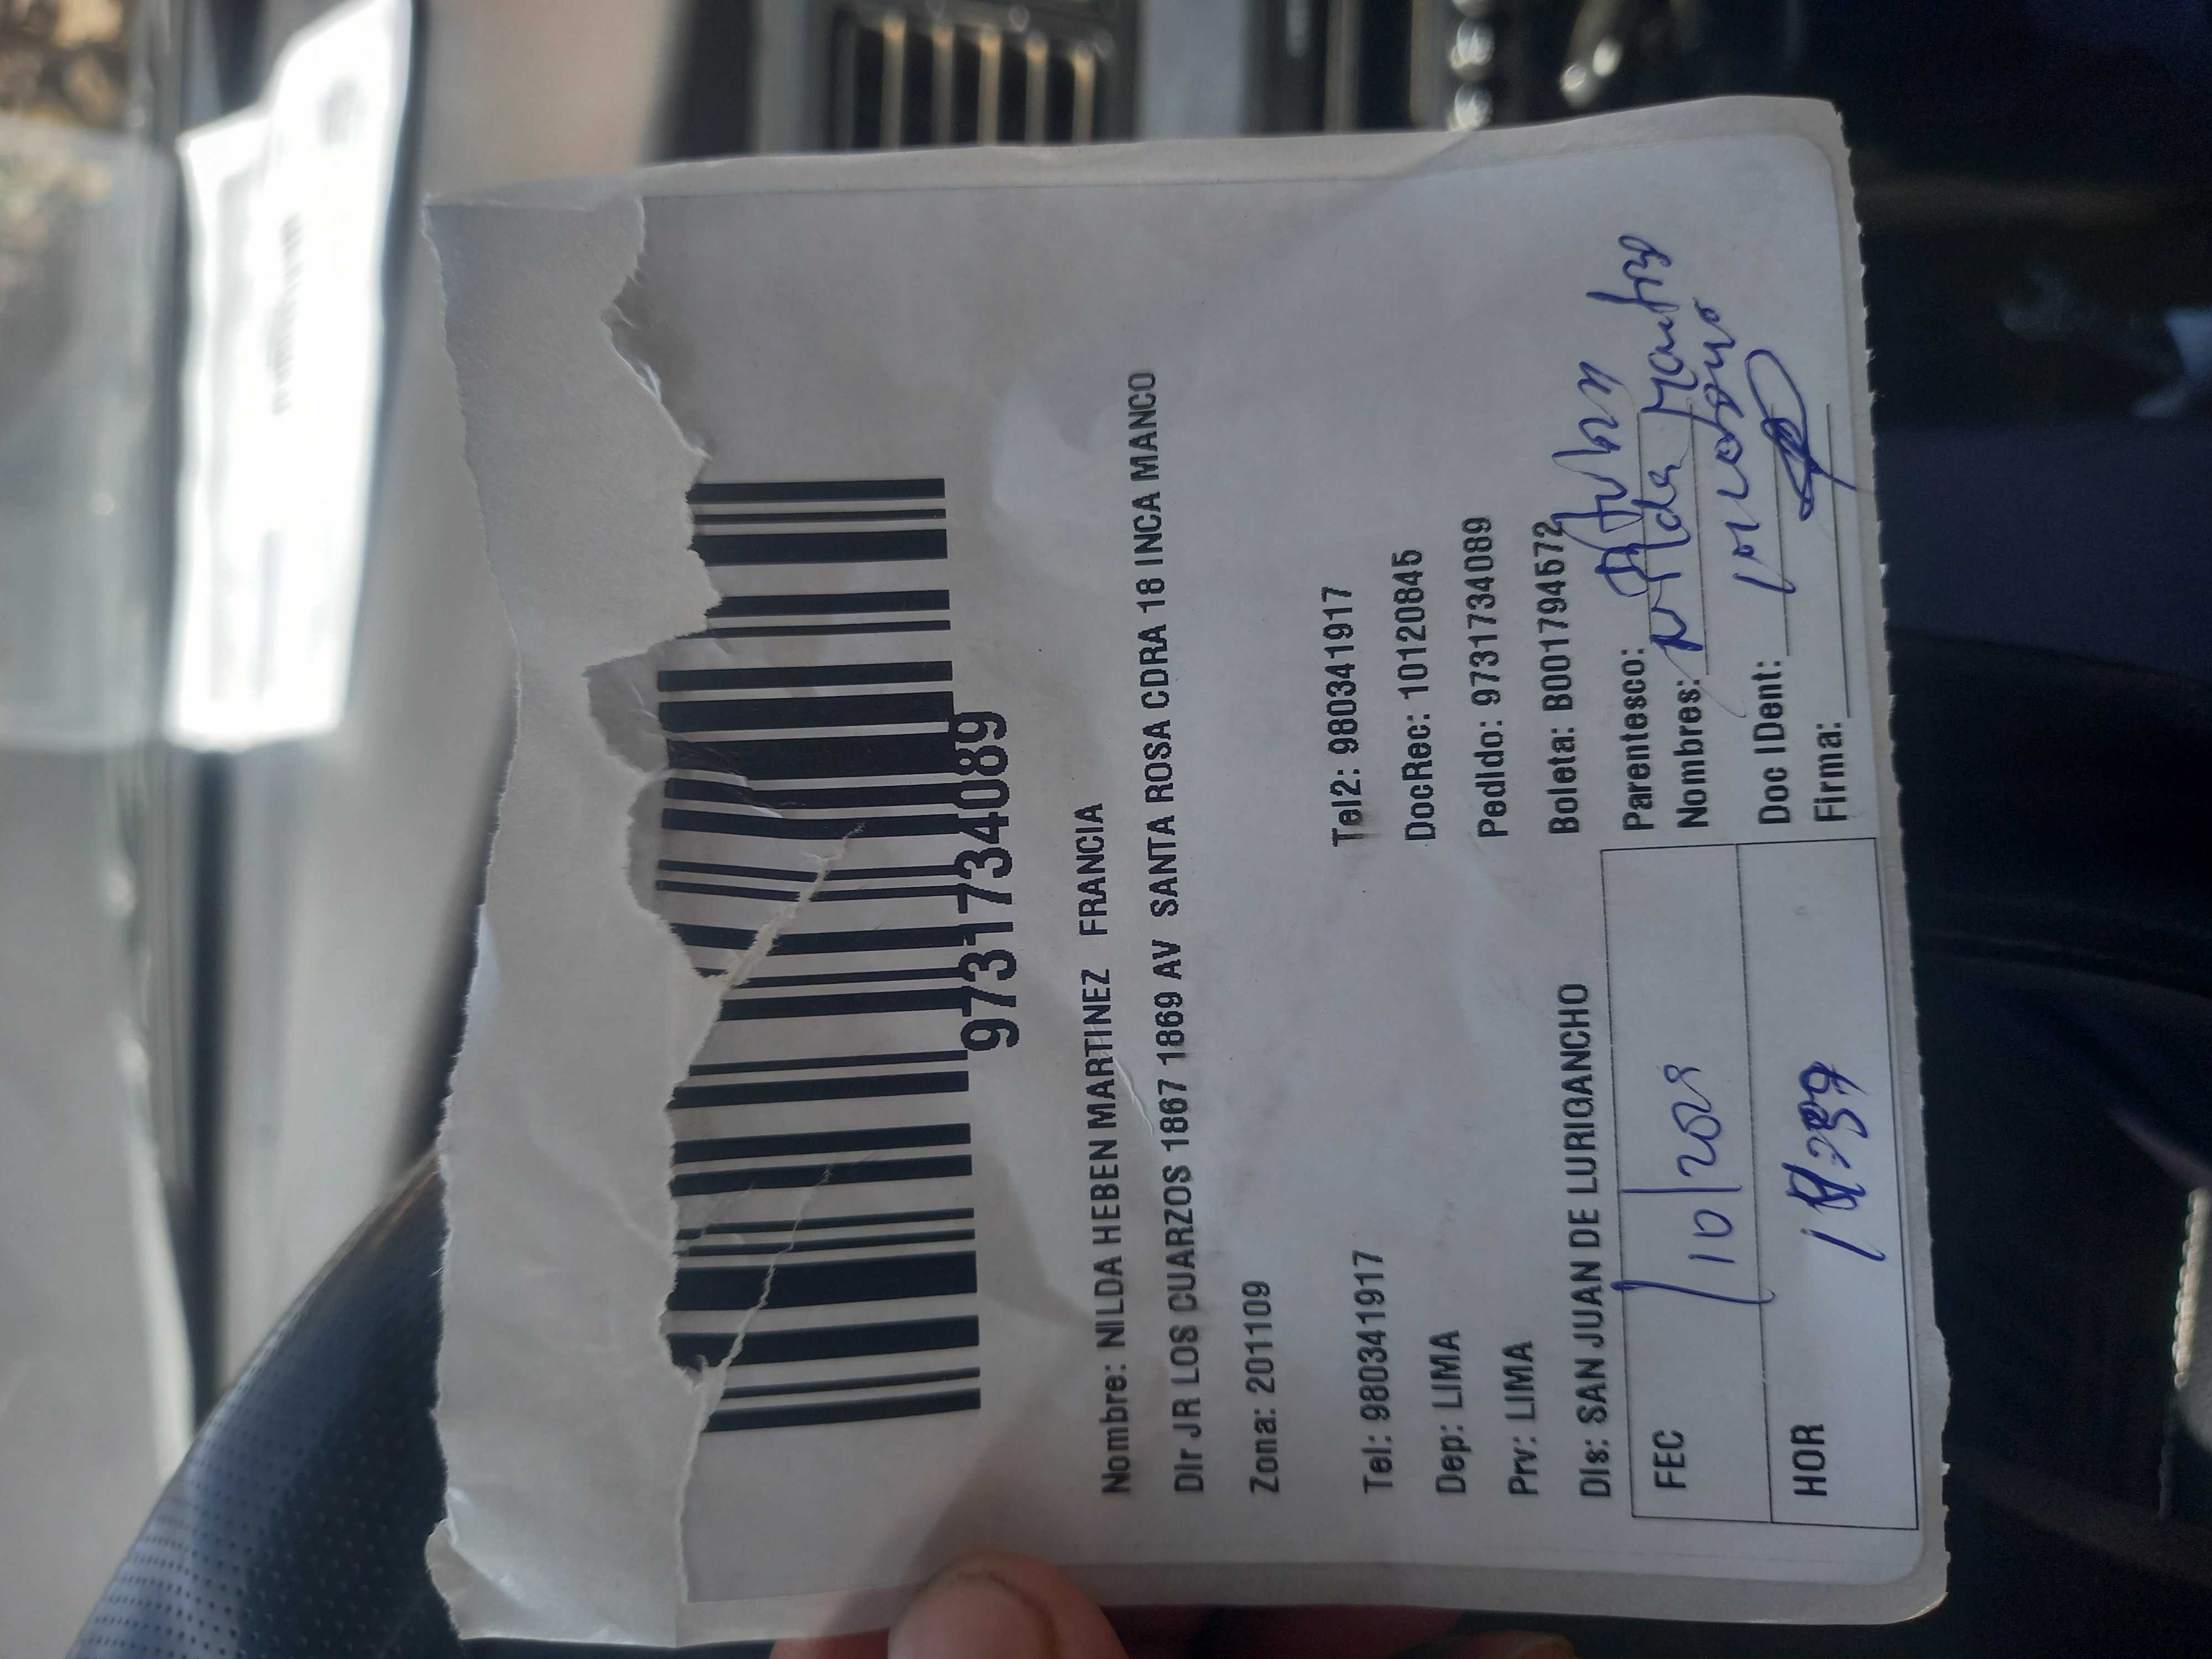 9731734089
Nombre: NILDA HEBEN MARTINEZ FRANCIA
Dir JR LOS CUARZOS 1867 1869 AV SANTA ROSA CDRA 18 INCA MANCO
Zona: 201109
Tel: 980341917 Tel2: 980341917
Dep: LIMA DocRec: 10120845
Prv: LIMA Pedido: 9731734089
Dis: SAN JUAN DE LURIGANCHO Boleta: B001794572
Parentesco: Titular
FEC Nombres: Nilda
HOR Doc IDent:
Firma: